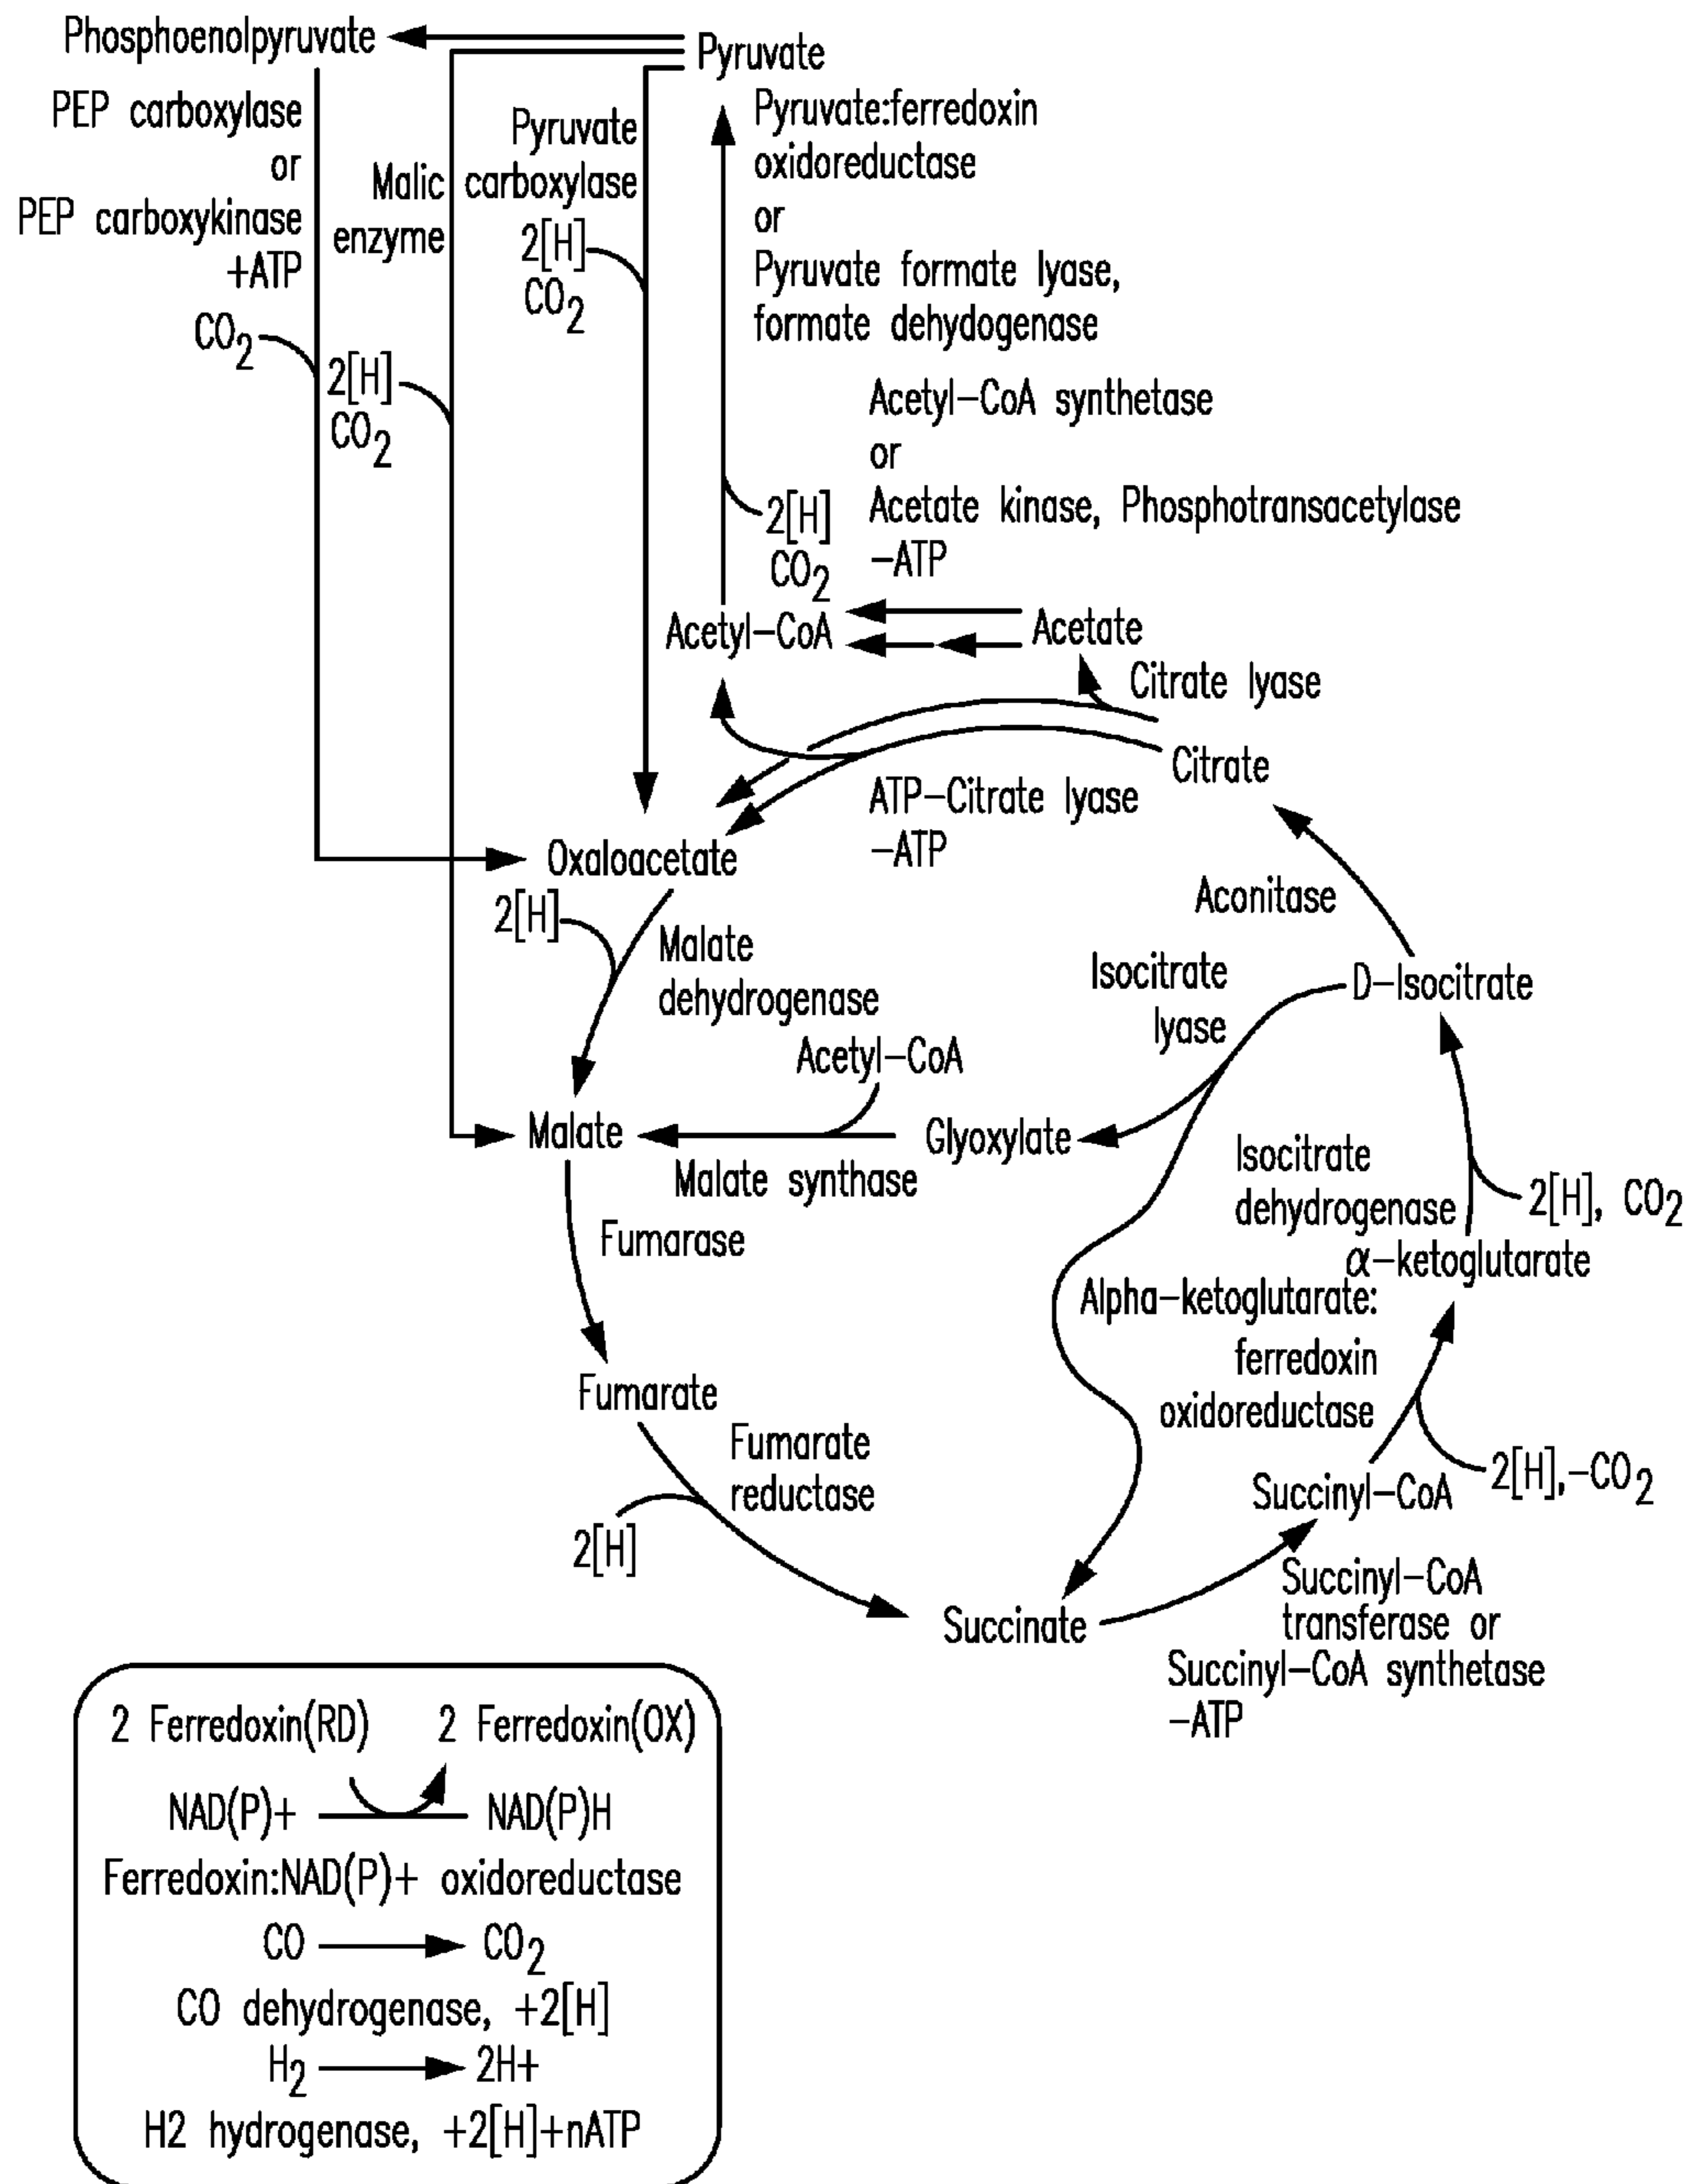 Phosphoenolpyruvate
Pyruvate
PEP carboxylase
or
PEP carboxykinase
+ATP
CO2
Malic
enzyme
2[H]
CO2
Pyruvate
carboxylase
2[H]
CO2
Pyruvate:ferredoxin
oxidoreductase
or
Pyruvate formate lyase,
formate dehydogenase
2[H]
CO2
Acetyl-CoA synthetase
or
Acetate kinase, Phosphotransacetylase
-ATP
Acetyl-CoA
Acetate
Citrate lyase
Citrate
ATP-Citrate lyase
-ATP
Oxaloacetate
2[H]
Malate
dehydrogenase
Aconitase
Isocitrate
lyase
D-Isocitrate
Acetyl-CoA
Malate
Glyoxylate
Malate synthase
Isocitrate
dehydrogenase
2[H], CO2
Fumarase
α-ketoglutarate
Alpha-ketoglutarate:
ferredoxin
oxidoreductase
Fumarate
Fumarate
reductase
2[H]
2[H],-CO2
Succinyl-CoA
Succinate
Succinyl-CoA
transferase or
Succinyl-CoA synthetase
-ATP
2 Ferredoxin(RD) 2 Ferredoxin(OX)
NAD(P)+ NAD(P)H
Ferredoxin:NAD(P)+ oxidoreductase
CO CO2
CO dehydrogenase, +2[H]
H2 2H+
H2 hydrogenase, +2[H]+nATP